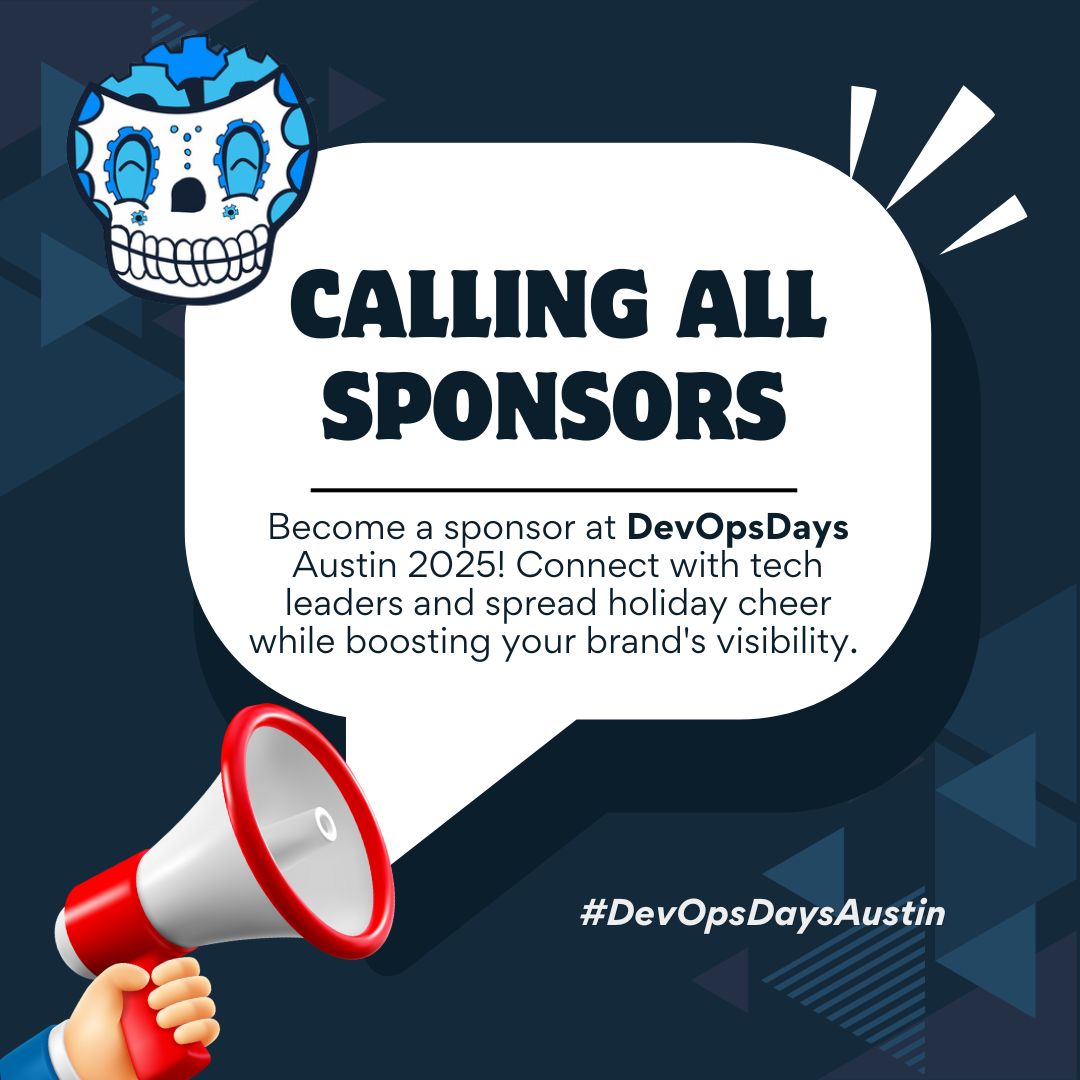 CALLING ALL
SPONSORS
Become a sponsor at DevOpsDays
Austin 2025! Connect with tech
leaders and spread holiday cheer
while boosting your brand's visibility.
#DevOpsDaysAustin